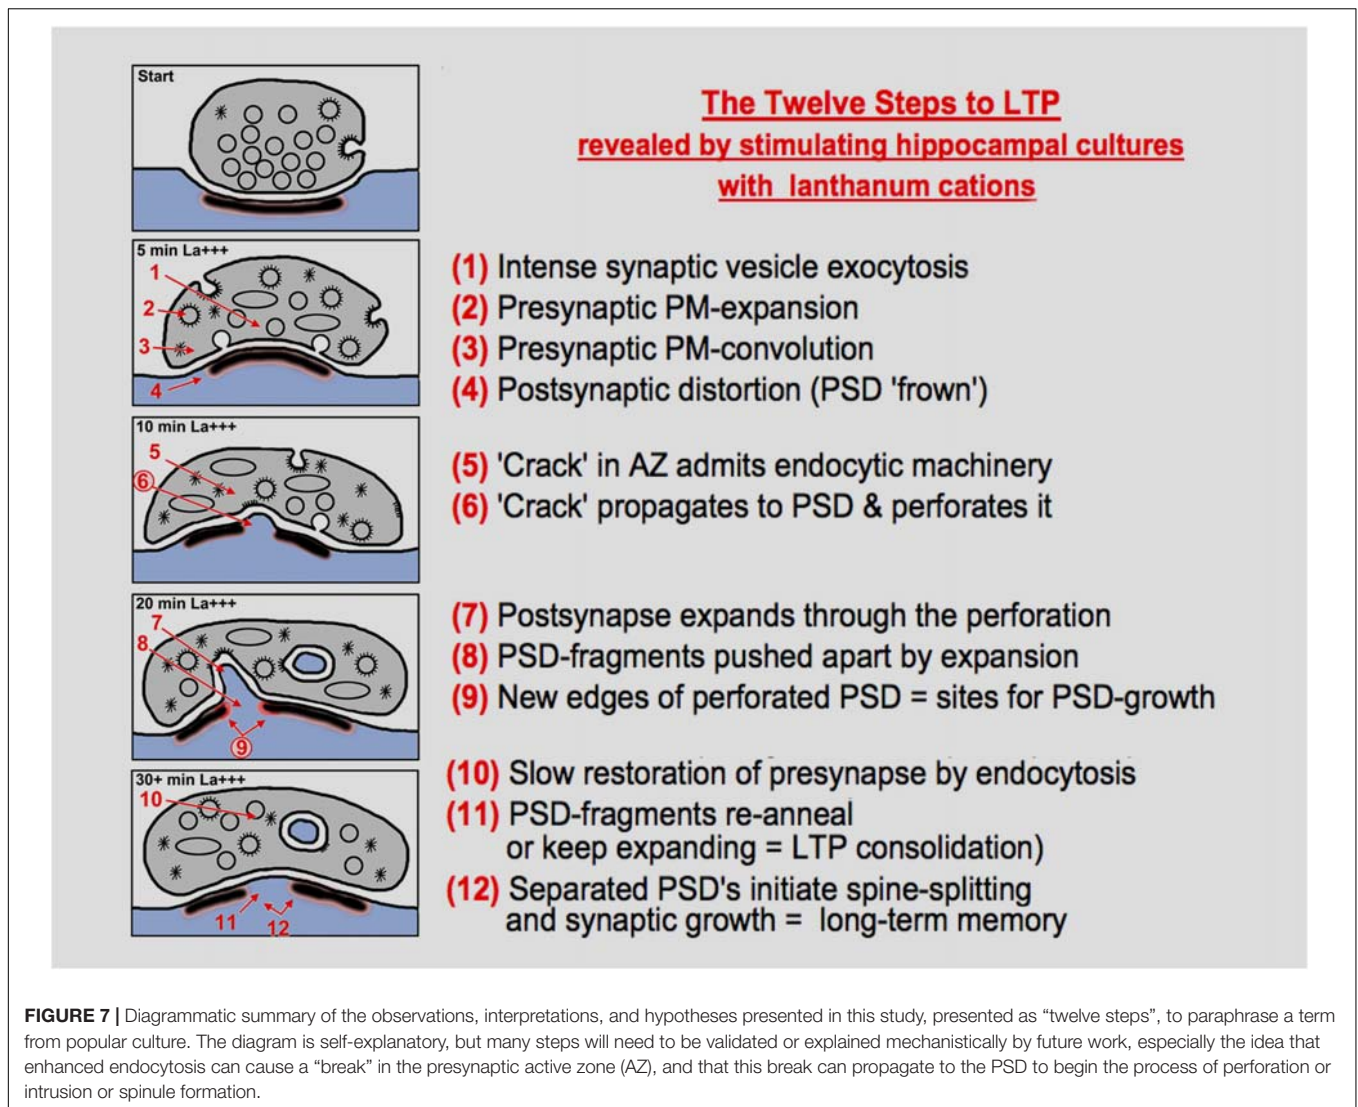 Start
The Twelve Steps to LTP
revealed by stimulating hippocampal cultures
with lanthanum cations
5 min La+++
1
2
3
4
(1) Intense synaptic vesicle exocytosis
(2) Presynaptic PM-expansion
(3) Presynaptic PM-convolution
(4) Postsynaptic distortion (PSD 'frown')
10 min La+++
5
6
(5) 'Crack' in AZ admits endocytic machinery
(6) 'Crack' propagates to PSD & perforates it
20 min La+++
7
8
9
(7) Postsynapse expands through the perforation
(8) PSD-fragments pushed apart by expansion
(9) New edges of perforated PSD = sites for PSD-growth
30+ min La+++
10
11
12
(10) Slow restoration of presynapse by endocytosis
(11) PSD-fragments re-anneal
or keep expanding = LTP consolidation)
(12) Separated PSD's initiate spine-splitting
and synaptic growth = long-term memory
FIGURE 7 | Diagrammatic summary of the observations, interpretations, and hypotheses presented in this study, presented as “twelve steps”, to paraphrase a term
from popular culture. The diagram is self-explanatory, but many steps will need to be validated or explained mechanistically by future work, especially the idea that
enhanced endocytosis can cause a “break” in the presynaptic active zone (AZ), and that this break can propagate to the PSD to begin the process of perforation or
intrusion or spinule formation.